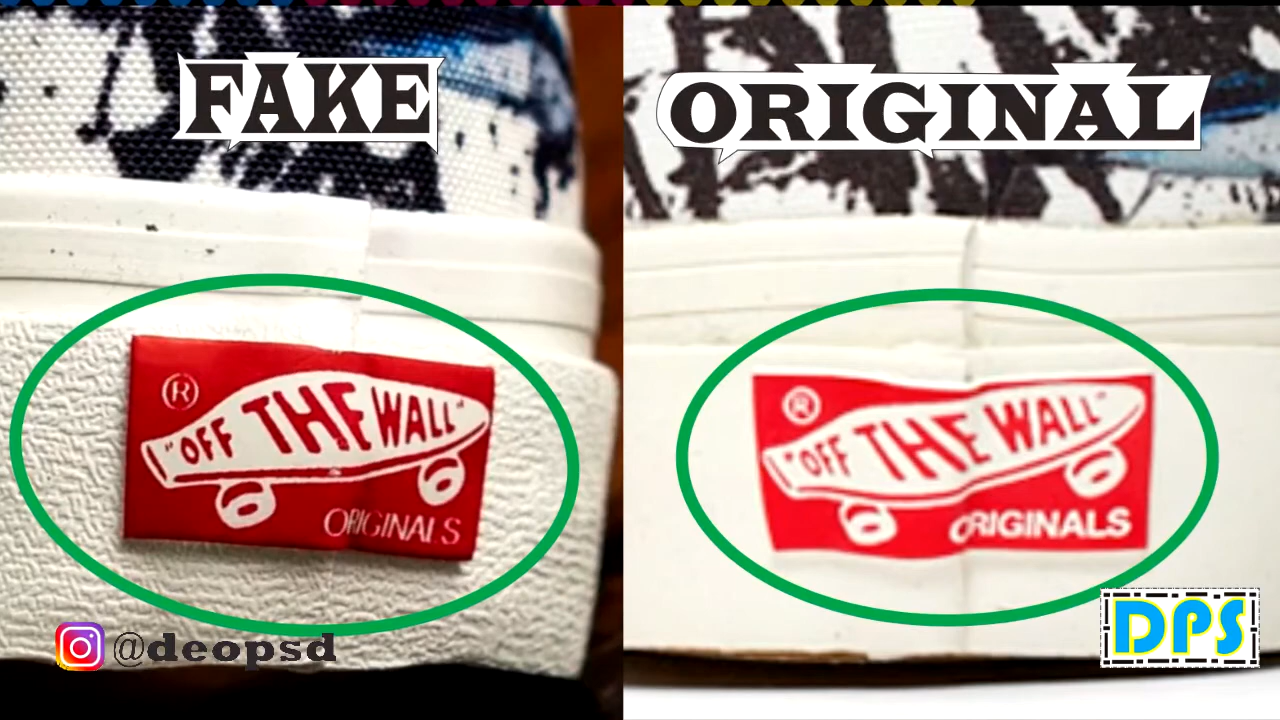 FAKE
® "OFF THE WALL"
ORIGINALS
@deopsd
ORIGINAL
® "OFF THE WALL"
ORIGINALS
DPS